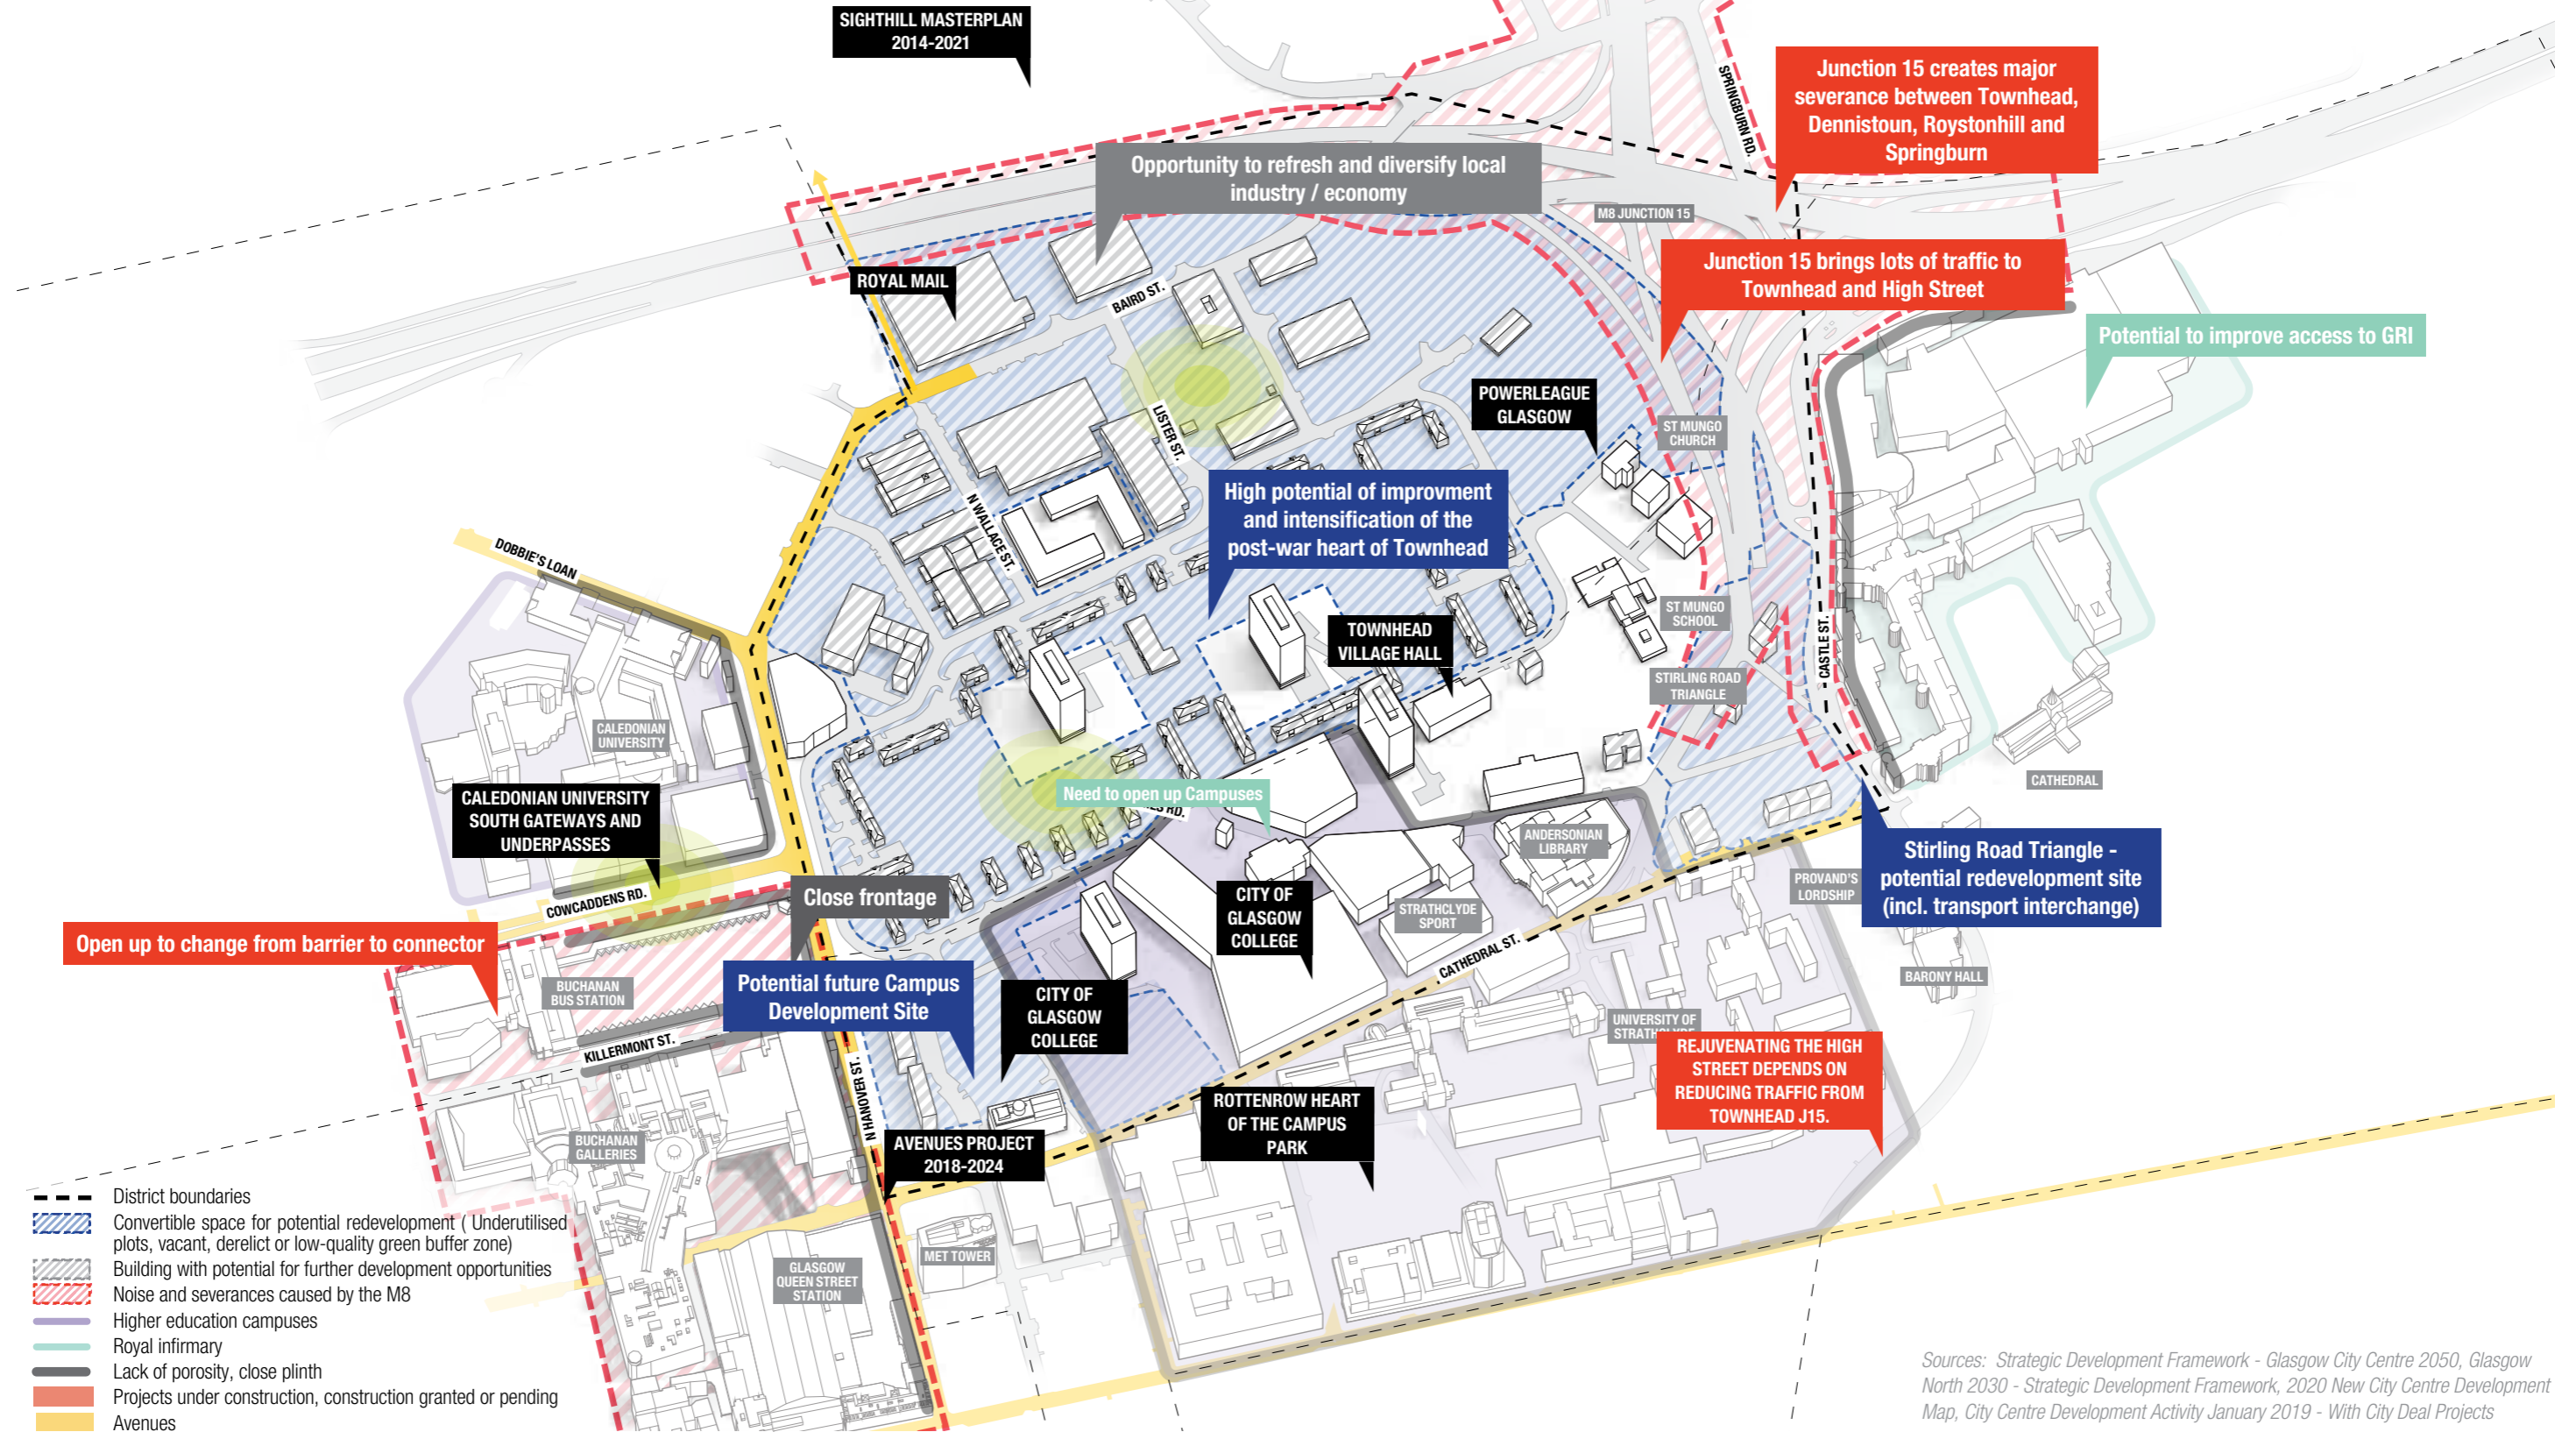 SIGHTHILL MASTERPLAN
2014-2021
SPRINGBURN RD.
Junction 15 creates major
severance between Townhead,
Dennistoun, Roystonhill and
Springburn
Opportunity to refresh and diversify local
industry / economy
M8 JUNCTION 15
Junction 15 brings lots of traffic to
Townhead and High Street
ROYAL MAIL
BAIRD ST.
Potential to improve access to GRI
POWERLEAGUE
GLASGOW
ST MUNGO
CHURCH
LISTER ST.
High potential of improvment
and intensification of the
post-war heart of Townhead
N WALLACE ST.
DOBBIE'S LOAN
ST MUNGO
SCHOOL
TOWNHEAD
VILLAGE HALL
CASTLE ST.
STIRLING ROAD
TRIANGLE
CALEDONIAN
UNIVERSITY
CATHEDRAL
CALEDONIAN UNIVERSITY
SOUTH GATEWAYS AND
UNDERPASSES
Need to open up Campuses
RD.
ANDERSONIAN
LIBRARY
Stirling Road Triangle -
potential redevelopment site
(incl. transport interchange)
PROVAND'S
LORDSHIP
COWCADDENS RD.
Close frontage
CITY OF
GLASGOW
COLLEGE
STRATHCLYDE
SPORT
Open up to change from barrier to connector
CATHEDRAL ST.
BARONY HALL
BUCHANAN
BUS STATION
Potential future Campus
Development Site
CITY OF
GLASGOW
COLLEGE
UNIVERSITY OF
KILLERMONT ST.
REJUVENATING THE HIGH
STREET DEPENDS ON
REDUCING TRAFFIC FROM
TOWNHEAD J15.
N HANOVER ST.
ROTTENROW HEART
OF THE CAMPUS
PARK
BUCHANAN
GALLERIES
AVENUES PROJECT
2018-2024
MET TOWER
GLASGOW
QUEEN STREET
STATION
District boundaries
Convertible space for potential redevelopment ( Underutilised
plots, vacant, derelict or low-quality green buffer zone)
Building with potential for further development opportunities
Noise and severances caused by the M8
Higher education campuses
Royal infirmary
Lack of porosity, close plinth
Projects under construction, construction granted or pending
Avenues
Sources: Strategic Development Framework - Glasgow City Centre 2050, Glasgow
North 2030 - Strategic Development Framework, 2020 New City Centre Development
Map, City Centre Development Activity January 2019 - With City Deal Projects